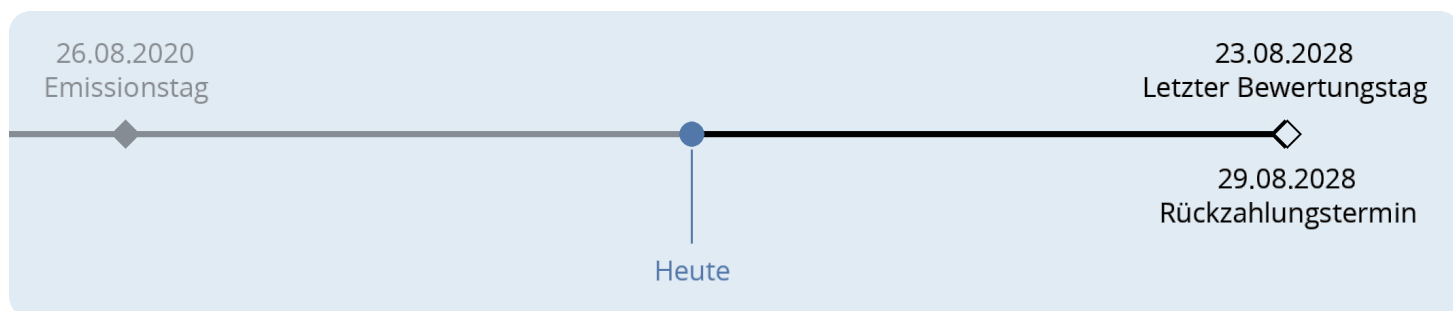 26.08.2020
Emissionstag
23.08.2028
Letzter Bewertungstag
29.08.2028
Rückzahlungstermin
Heute